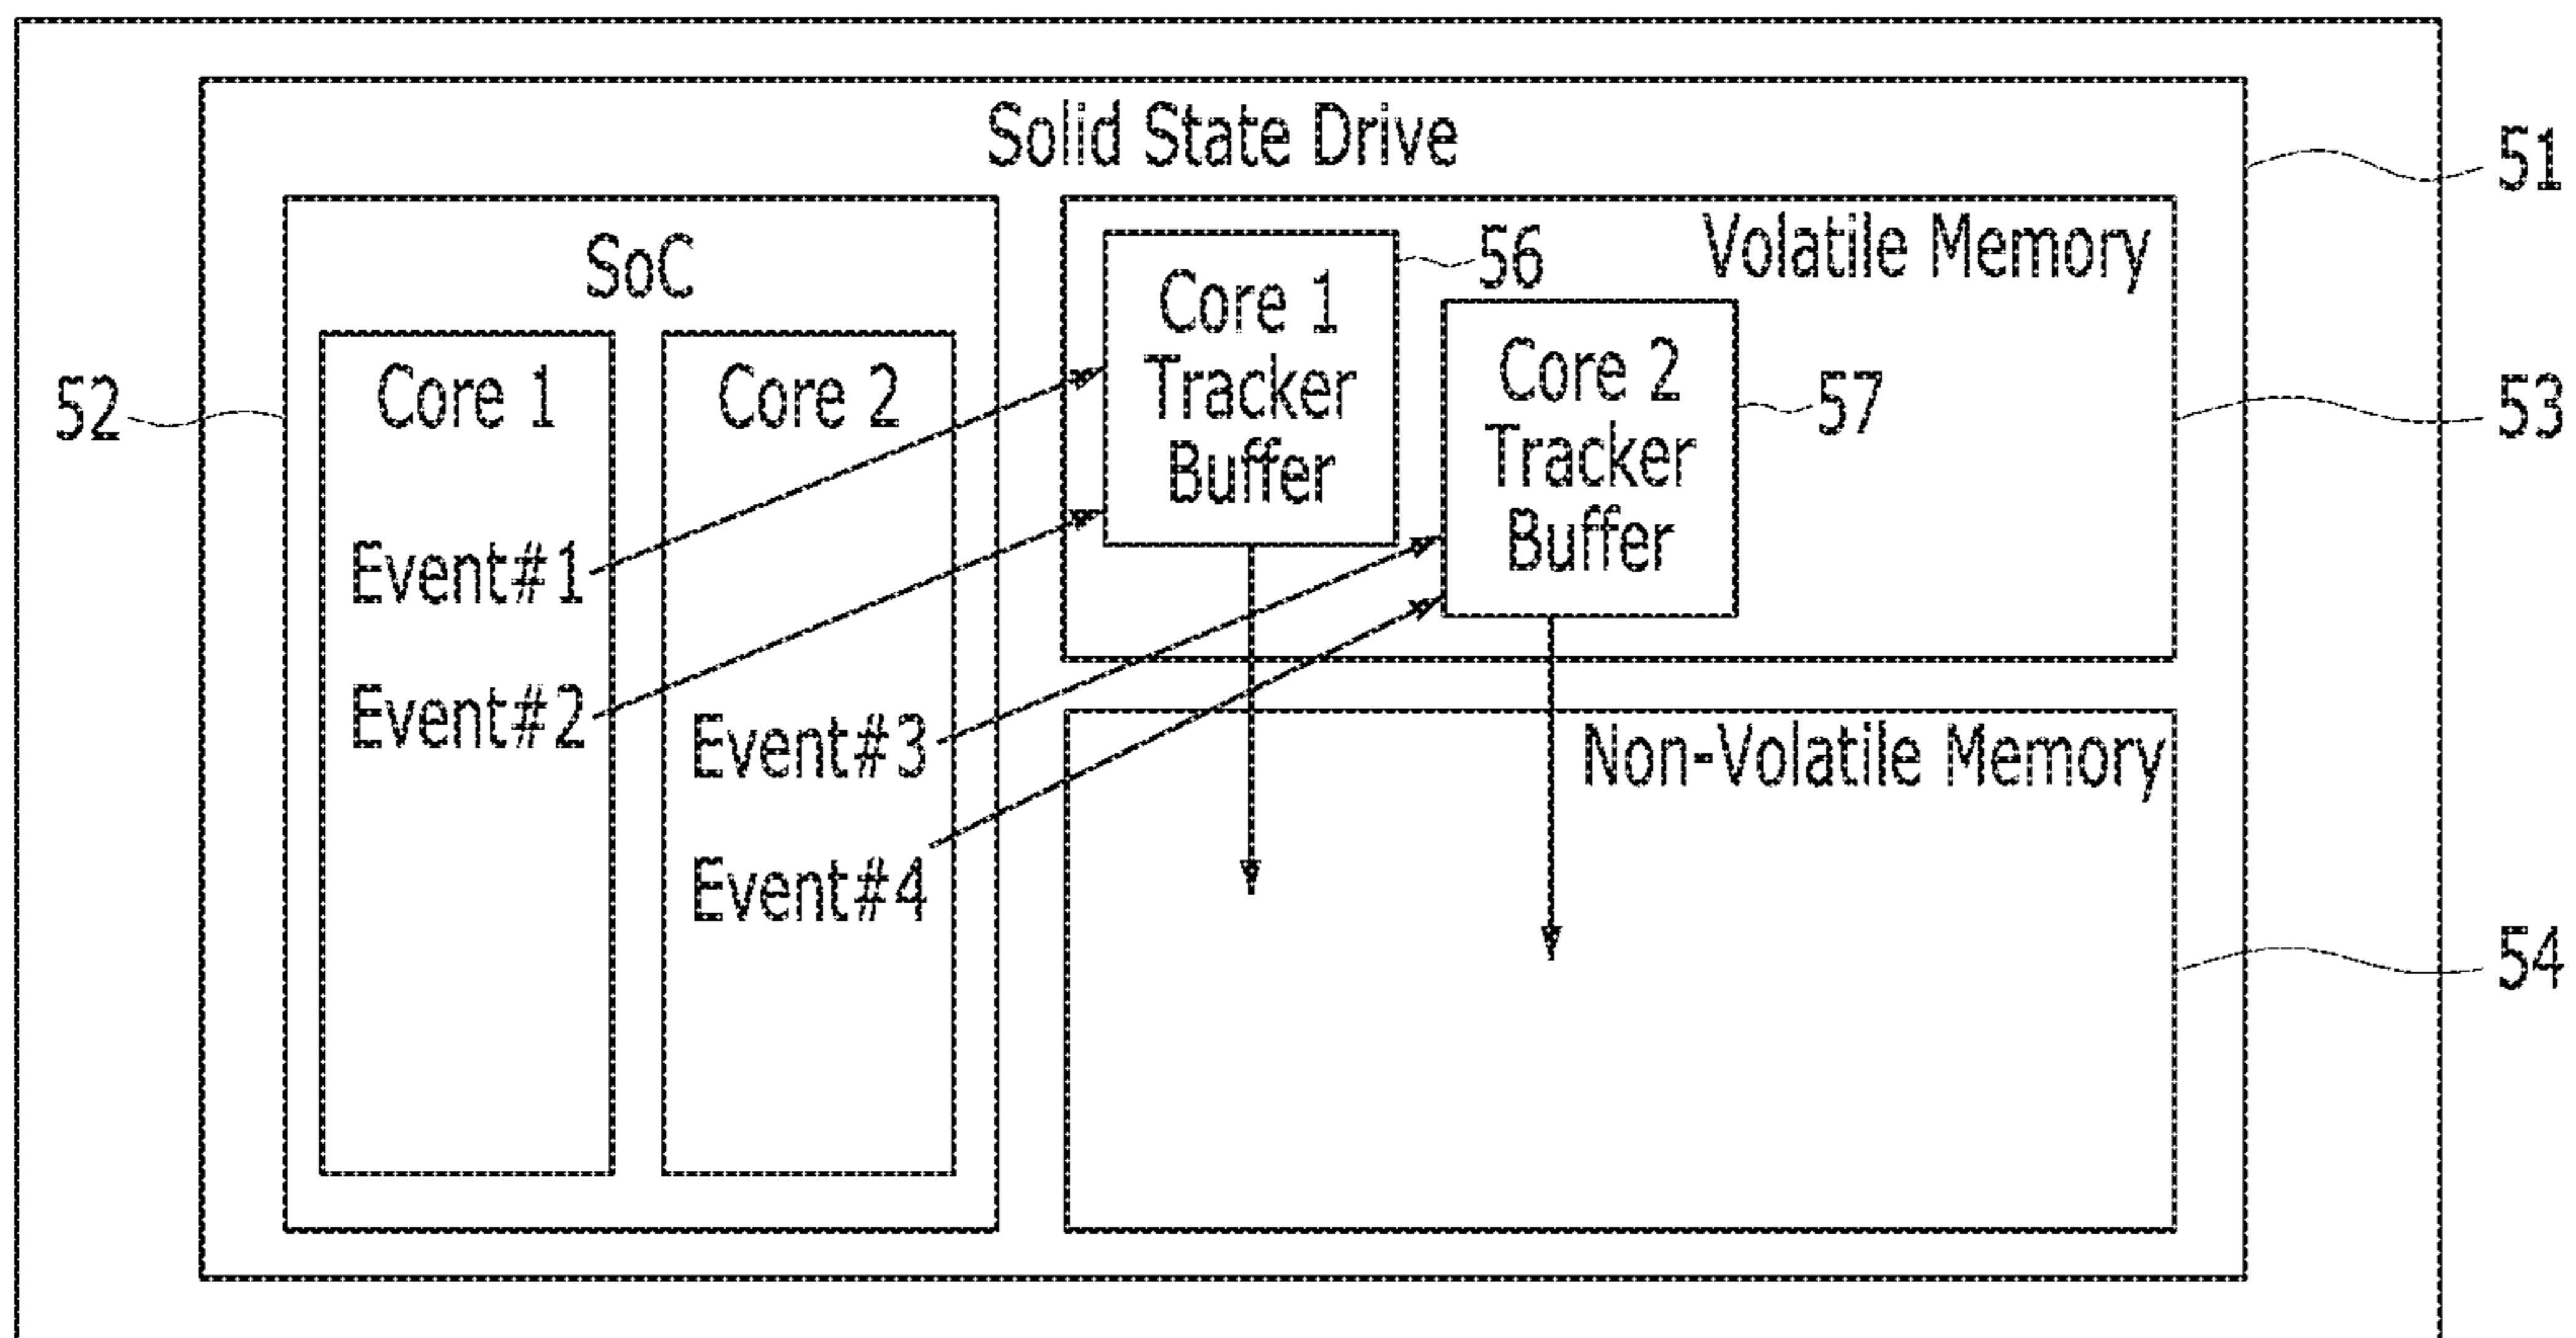 Solid State Drive
51
SoC
52
Core 1
Event#1
Event#2
Core 2
Event#3
Event#4
Volatile Memory
53
Core 1
Tracker
Buffer
56
Core 2
Tracker
Buffer
57
Non-Volatile Memory
54